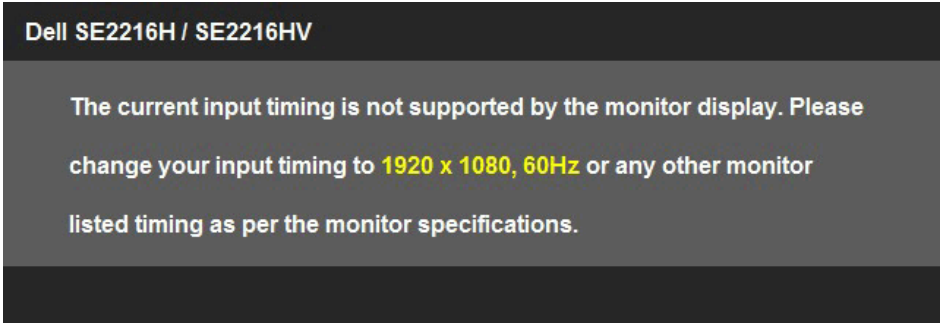 Dell SE2216H / SE2216HV
The current input timing is not supported by the monitor display. Please
change your input timing to 1920 x 1080, 60Hz or any other monitor
listed timing as per the monitor specifications.